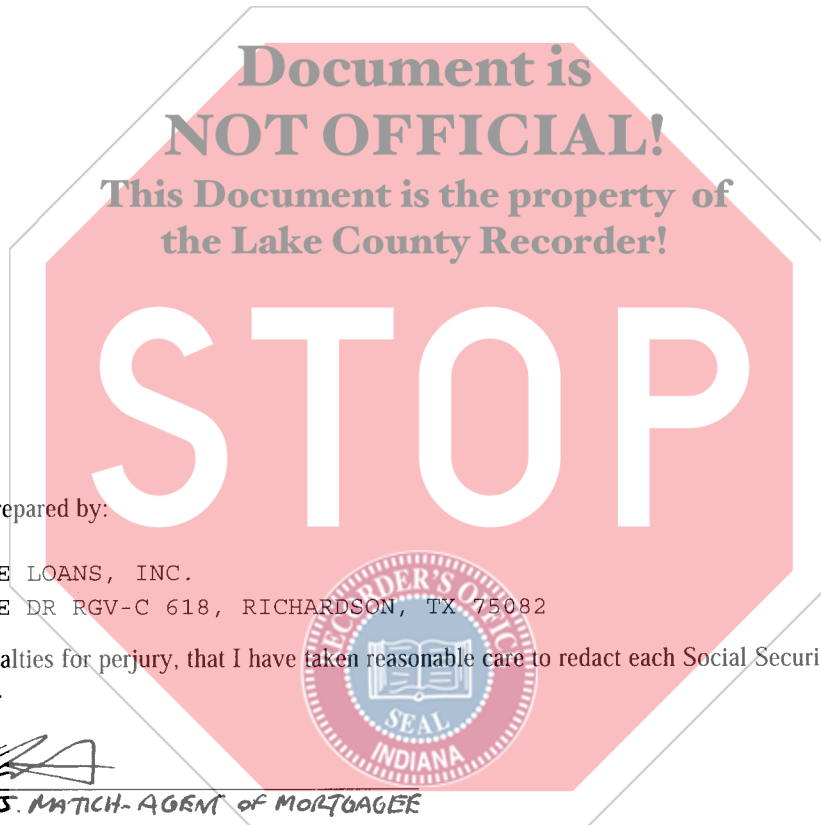 Document is
NOT OFFICIAL!
This Document is the property of
the Lake County Recorder!
STOP
repared by:
E LOANS, INC.
E DR RGV-C 618, RICHARDSON, TX 75082
alties for perjury, that I have taken reasonable care to redact each Social Securi
RECORDER'S OFFICE
SEAL
INDIANA
J. MATICH- AGENT OF MORTGAGEE